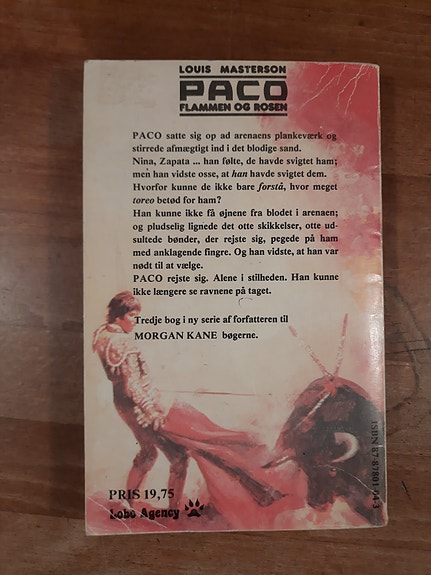 LOUIS MASTERSON
PACO
FLAMMEN OG ROSEN
PACO satte sig op ad arenaens plankeværk og
stirrede afmægtigt ind i det blodige sand.
Nina, Zapata ... han følte, de havde svigtet ham;
men han vidste osse, at han havde svigtet dem.
Hvorfor kunne de ikke bare forstå, hvor meget
toreo betød for ham?
Han kunne ikke få øjnene fra blodet i arenaen;
og pludselig lignede det otte skikkelser, otte ud-
sultede bønder, der rejste sig, pegede på ham
med anklagende fingre. Og han vidste, at han var
nødt til at vælge.
PACO rejste sig. Alene i stilheden. Han kunne
ikke længere se ravnene på taget.
Tredje bog i ny serie af forfatteren til
MORGAN KANE bøgerne.
PRIS 19,75
Lobo Agency
ISBN 87-87801-04-3